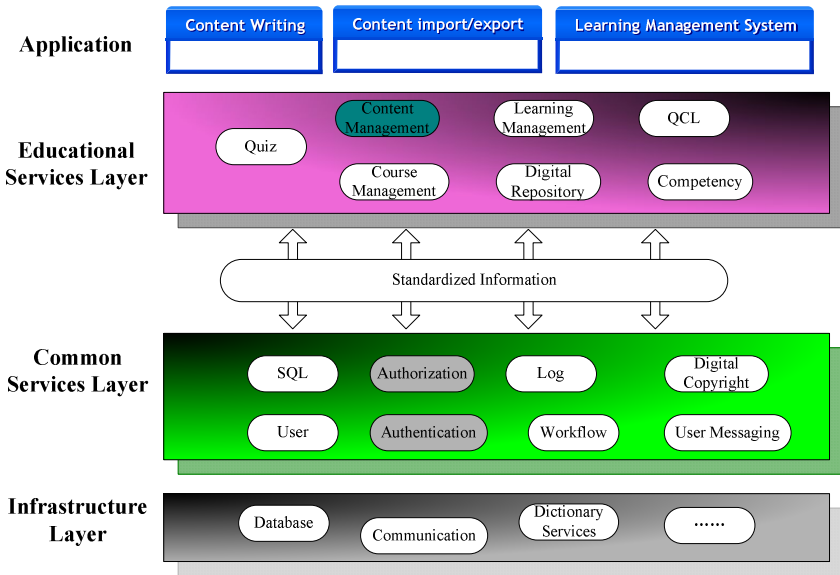 Application
Content Writing
Content import/export
Learning Management System
Educational
Services Layer
Quiz
Content
Management
Learning
Management
QCL
Course
Management
Digital
Repository
Competency
Standardized Information
Common
Services Layer
SQL
Authorization
Log
Digital
Copyright
User
Authentication
Workflow
User Messaging
Infrastructure
Layer
Database
Communication
Dictionary
Services
……